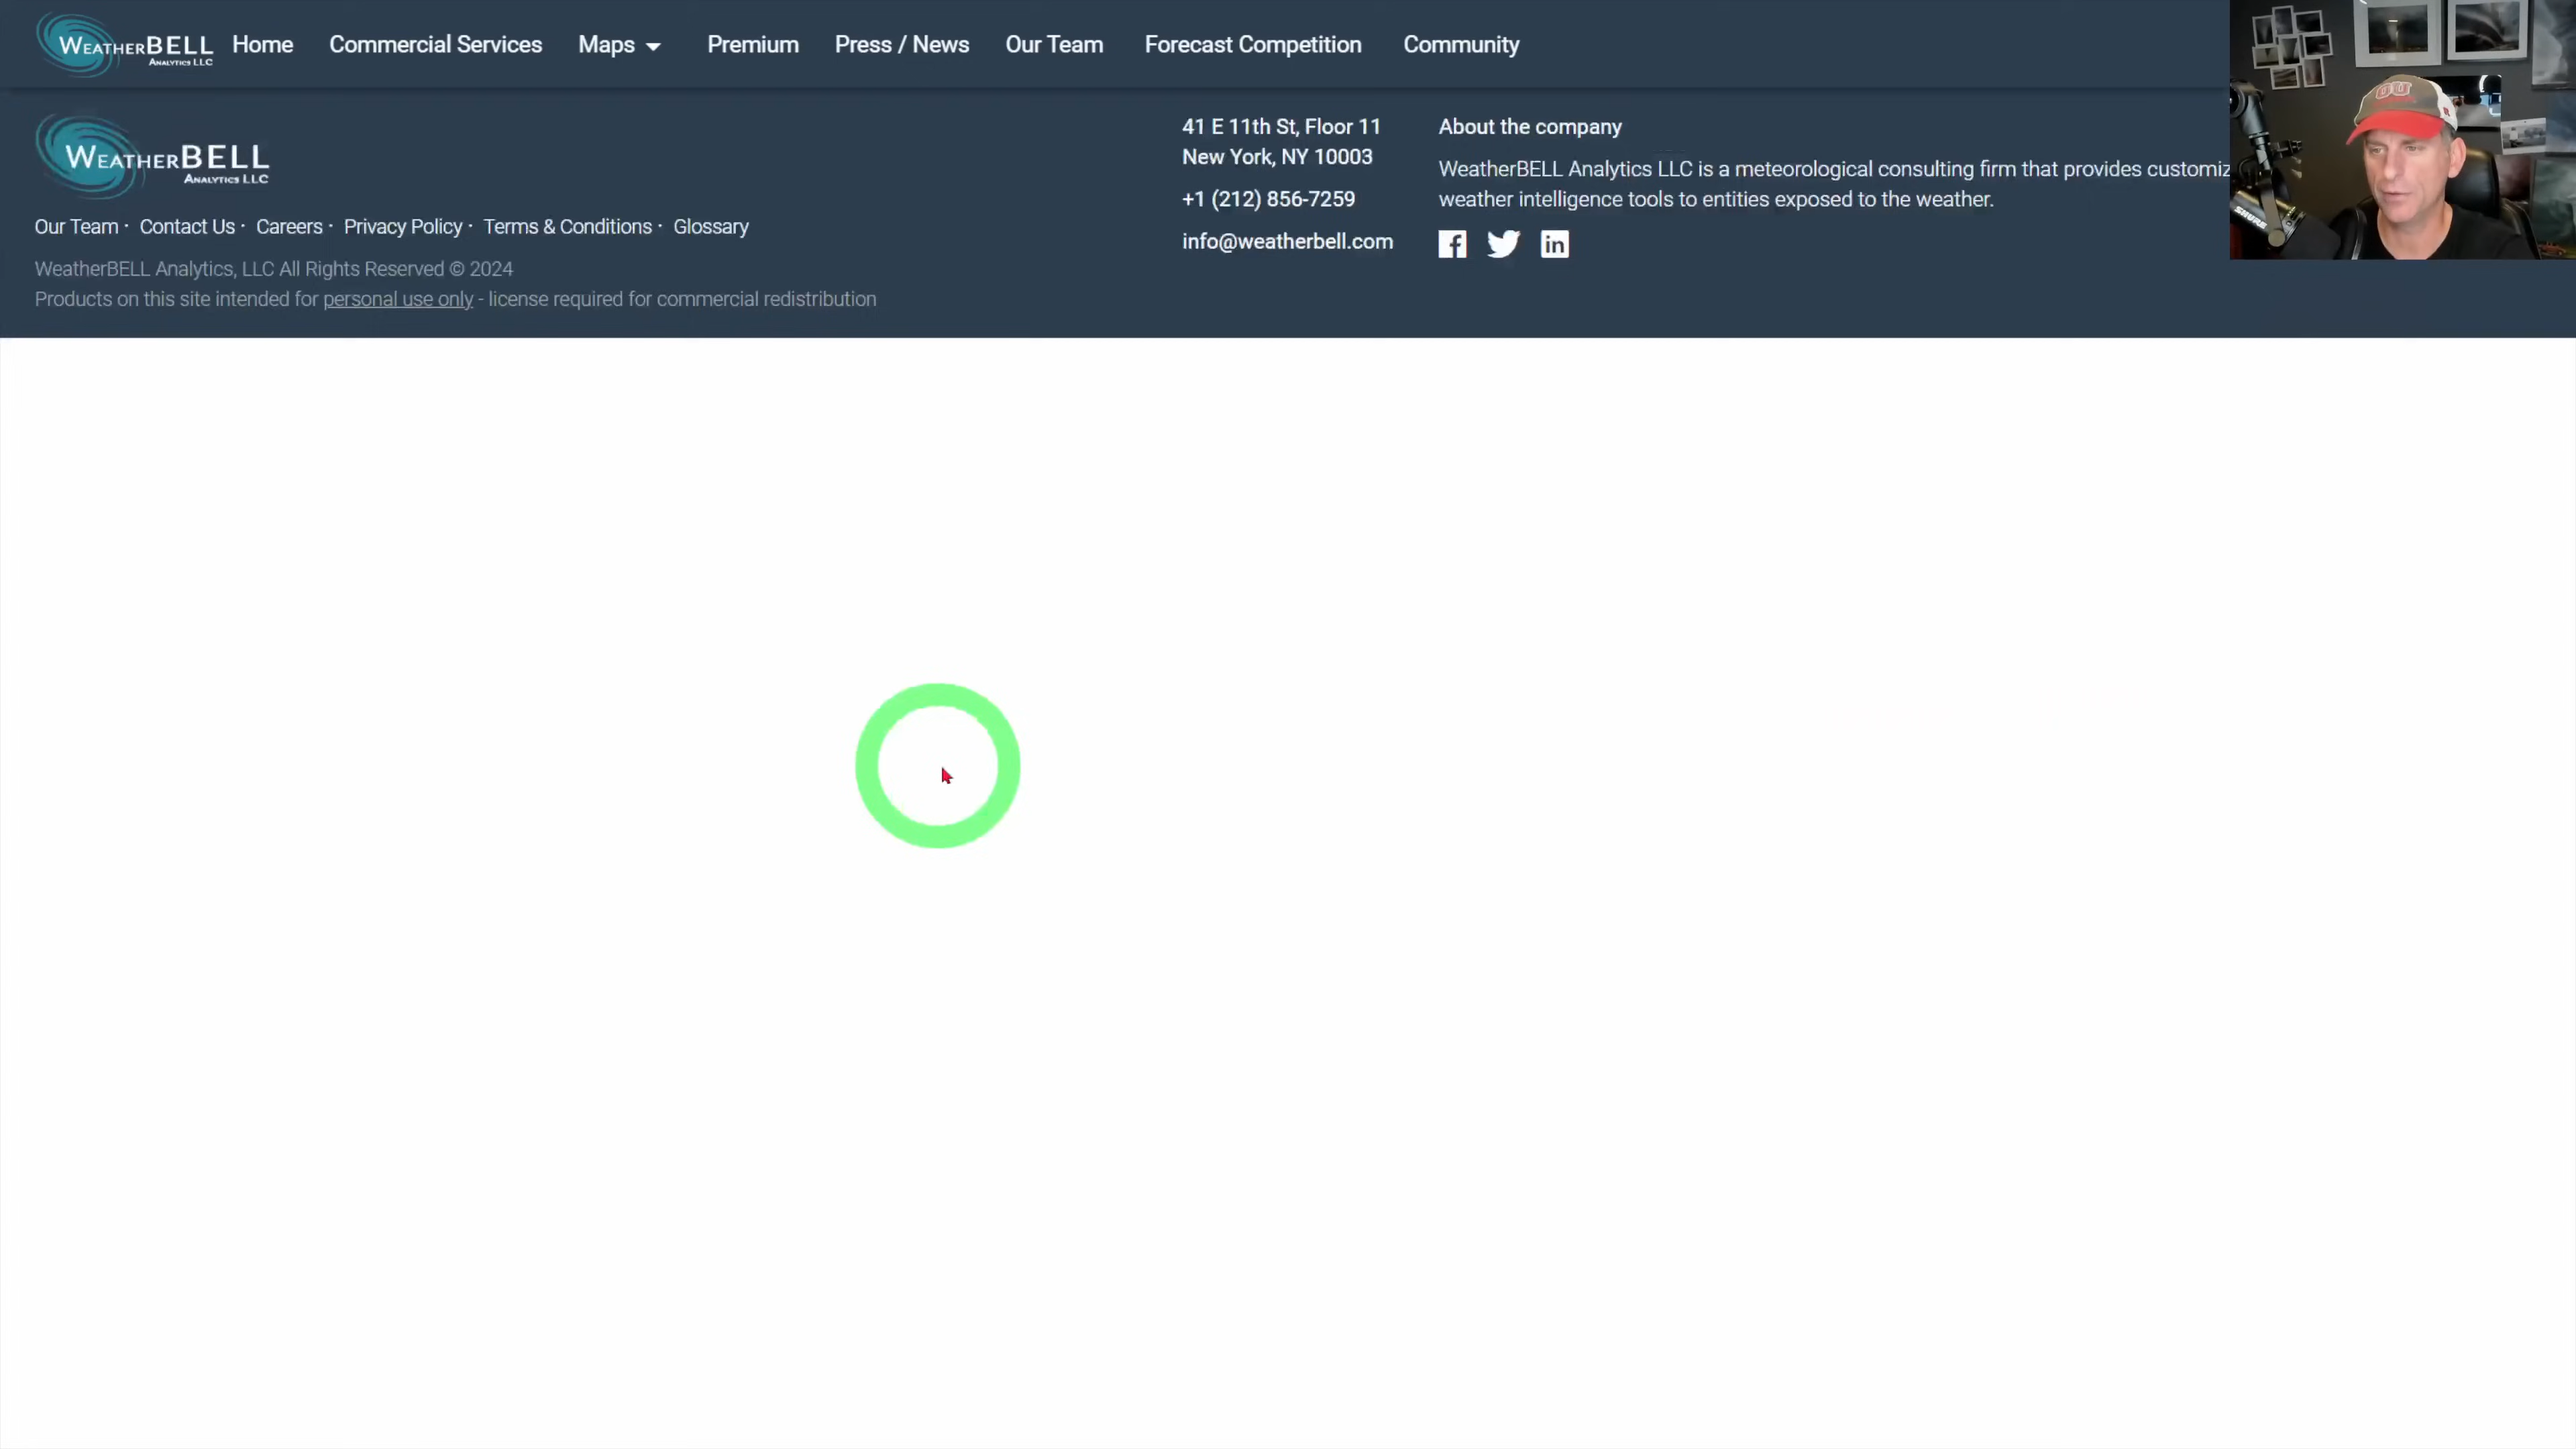 WEATHERBELL
ANALYTICS LLC
Home Commercial Services Maps Premium Press / News Our Team Forecast Competition Community
WEATHERBELL
ANALYTICS LLC
Our Team · Contact Us · Careers · Privacy Policy · Terms & Conditions · Glossary
WeatherBELL Analytics, LLC All Rights Reserved © 2024
Products on this site intended for personal use only - license required for commercial redistribution
41 E 11th St, Floor 11
New York, NY 10003
+1 (212) 856-7259
info@weatherbell.com
About the company
WeatherBELL Analytics LLC is a meteorological consulting firm that provides customiz
weather intelligence tools to entities exposed to the weather.
OU
SHURE